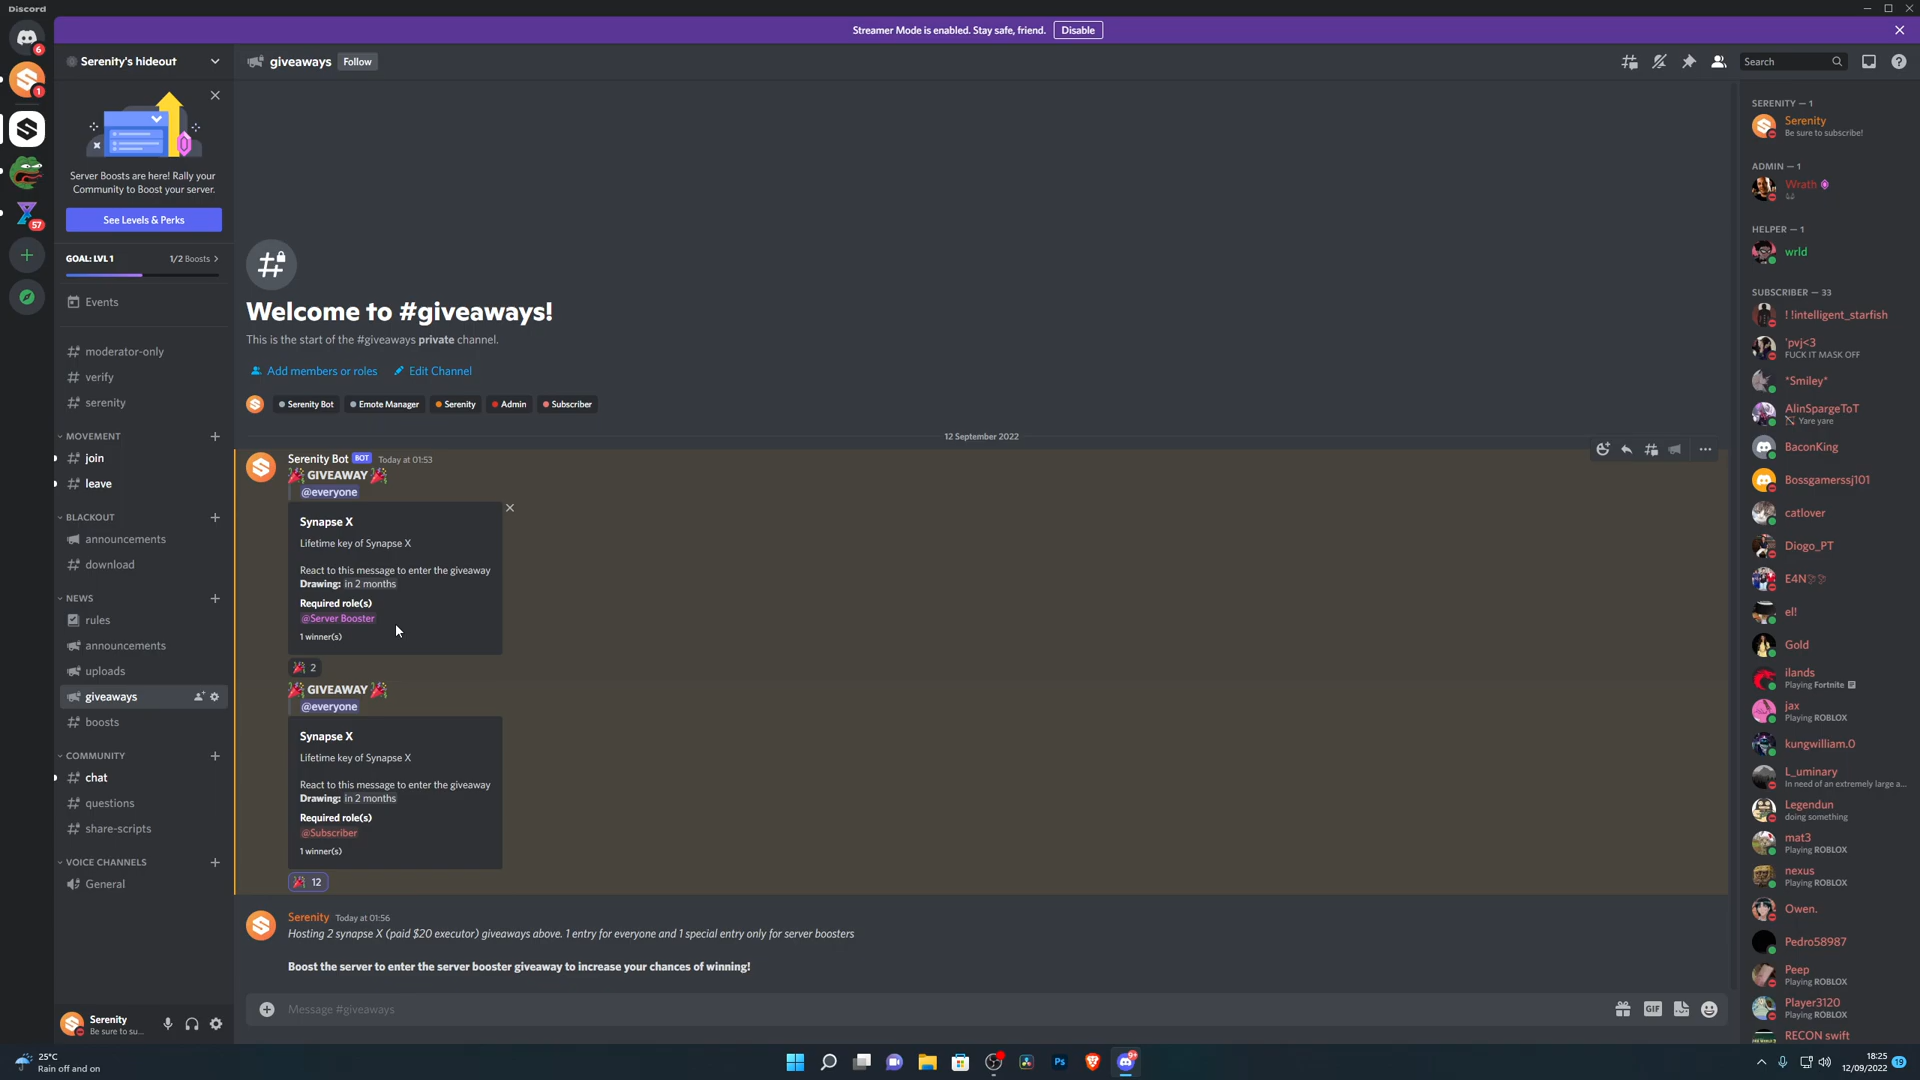 Discord
Streamer Mode is enabled. Stay safe, friend.
Disable
6
1
57
Serenity's hideout
Server Boosts are here! Rally your
Community to Boost your server.
See Levels & Perks
GOAL: LVL 1
1/2 Boosts
Events
moderator-only
verify
serenity
MOVEMENT
join
leave
BLACKOUT
announcements
download
NEWS
rules
announcements
uploads
giveaways
boosts
COMMUNITY
chat
questions
share-scripts
VOICE CHANNELS
General
Serenity
Be sure to su...
giveaways
Follow
Search
Welcome to #giveaways!
This is the start of the #giveaways private channel.
Add members or roles
Edit Channel
Serenity Bot
Emote Manager
Serenity
Admin
Subscriber
12 September 2022
Serenity Bot BOT Today at 01:53
GIVEAWAY
@everyone
Synapse X
Lifetime key of Synapse X
React to this message to enter the giveaway
Drawing: in 2 months
Required role(s)
@Server Booster
1 winner(s)
2
GIVEAWAY
@everyone
Synapse X
Lifetime key of Synapse X
React to this message to enter the giveaway
Drawing: in 2 months
Required role(s)
@Subscriber
1 winner(s)
12
Serenity Today at 01:56
Hosting 2 synapse X (paid $20 executor) giveaways above. 1 entry for everyone and 1 special entry only for server boosters
Boost the server to enter the server booster giveaway to increase your chances of winning!
Message #giveaways
GIF
SERENITY — 1
Serenity
Be sure to subscribe!
ADMIN — 1
Wrath
HELPER — 1
wrld
SUBSCRIBER — 33
! !intelligent_starfish
'pvj<3
FUCK IT MASK OFF
*Smiley*
AlinSpargeToT
Yare yare
BaconKing
Bossgamerssj101
catlover
Diogo_PT
E4N
el!
Gold
ilands
Playing Fortnite
jax
Playing ROBLOX
kungwilliam.0
L_uminary
In need of an extremely large a...
Legendun
doing something
mat3
Playing ROBLOX
nexus
Playing ROBLOX
Owen.
Pedro58987
Peep
Playing ROBLOX
Player3120
Playing ROBLOX
RECON swift
25°C
Rain off and on
Ps
9+
18:25
12/09/2022
19